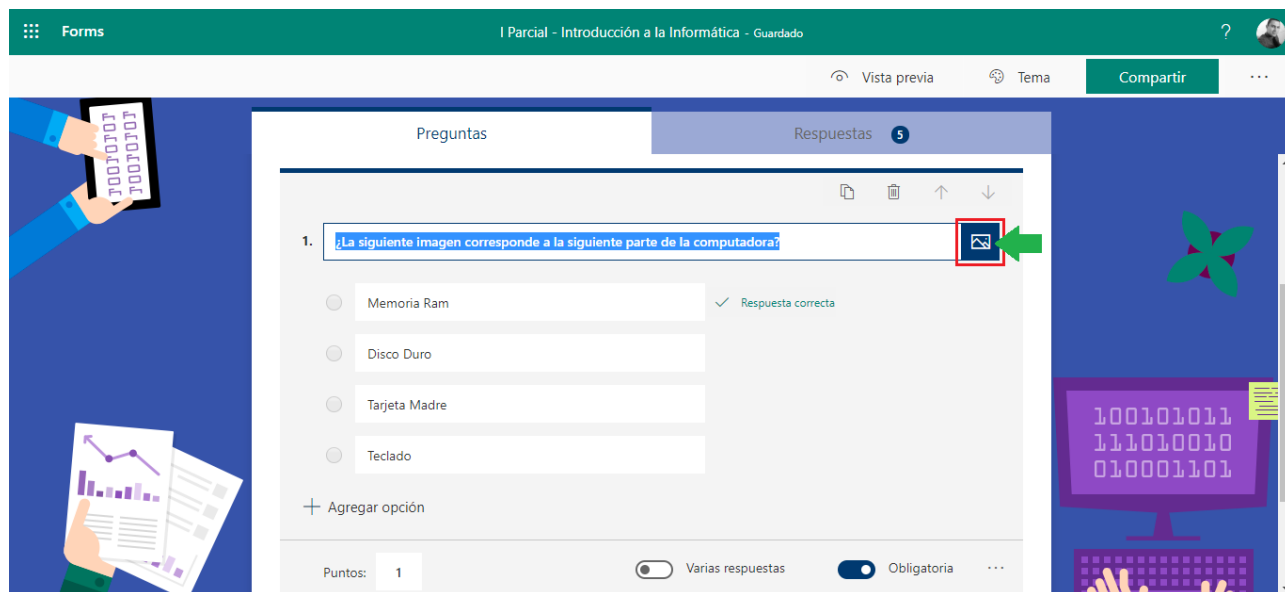 Forms
I Parcial - Introducción a la Informática - Guardado
?
Vista previa
Tema
Compartir
...
Preguntas
Respuestas 5
1. ¿La siguiente imagen corresponde a la siguiente parte de la computadora?
Memoria Ram
Respuesta correcta
Disco Duro
Tarjeta Madre
Teclado
+ Agregar opción
Puntos: 1
Varias respuestas
Obligatoria
...
100101011
111010010
010001101